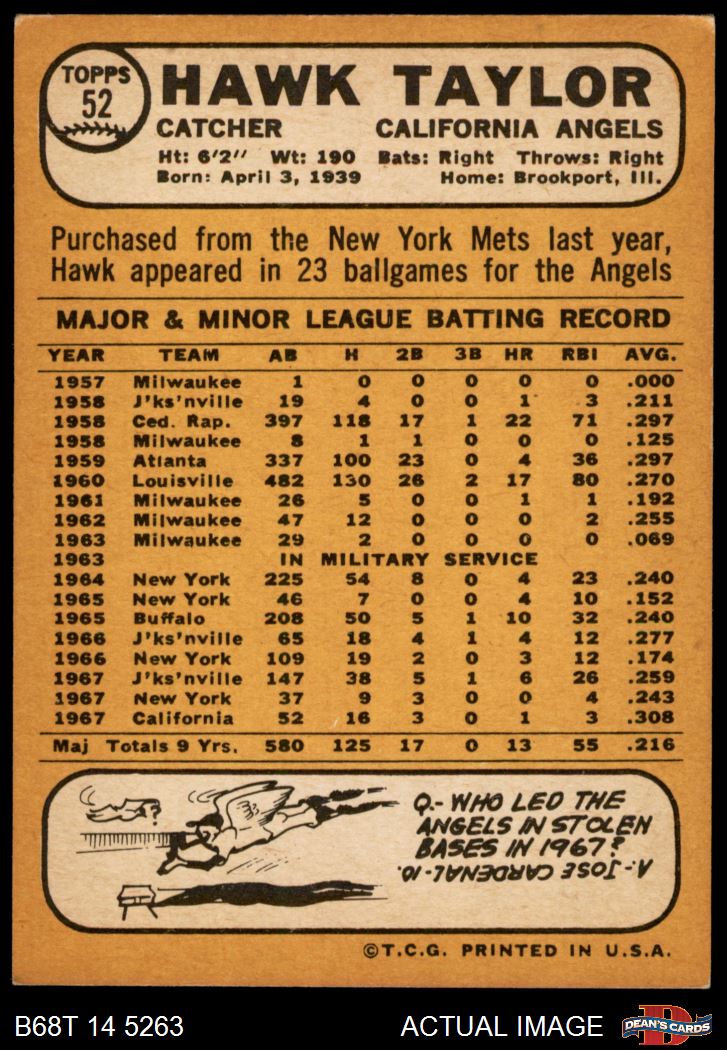 TOPPS
52
HAWK TAYLOR
CATCHER CALIFORNIA ANGELS
Ht: 6'2" Wt: 190 Bats: Right Throws: Right
Born: April 3, 1939 Home: Brookport, Ill.
Purchased from the New York Mets last year,
Hawk appeared in 23 ballgames for the Angels
MAJOR & MINOR LEAGUE BATTING RECORD
YEAR TEAM AB H 2B 3B HR RBI AVG.
1957 Milwaukee 1 0 0 0 0 0 .000
1958 J'ks'nville 19 4 0 0 1 3 .211
1958 Ced. Rap. 397 118 17 1 22 71 .297
1958 Milwaukee 8 1 1 0 0 0 .125
1959 Atlanta 337 100 23 0 4 36 .297
1960 Louisville 482 130 26 2 17 80 .270
1961 Milwaukee 26 5 0 0 1 1 .192
1962 Milwaukee 47 12 0 0 0 2 .255
1963 Milwaukee 29 2 0 0 0 0 .069
1963 IN MILITARY SERVICE
1964 New York 225 54 8 0 4 23 .240
1965 New York 46 7 0 0 4 10 .152
1965 Buffalo 208 50 5 1 10 32 .240
1966 J'ks'nville 65 18 4 1 4 12 .277
1966 New York 109 19 2 0 3 12 .174
1967 J'ks'nville 147 38 5 1 6 26 .259
1967 New York 37 9 3 0 0 4 .243
1967 California 52 16 3 0 1 3 .308
Maj Totals 9 Yrs. 580 125 17 0 13 55 .216
Q.- WHO LED THE
ANGELS IN STOLEN
BASES IN 1967?
A. JOSE CARDENAL-10.
©T.C.G. PRINTED IN U.S.A.
B68T 14 5263 ACTUAL IMAGE
D
DEAN'S CARDS